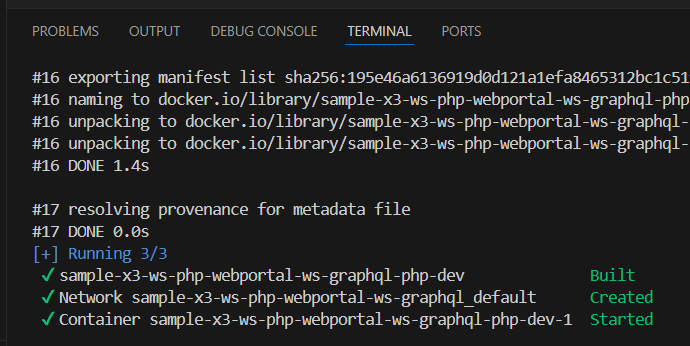 PROBLEMS OUTPUT DEBUG CONSOLE TERMINAL PORTS
#16 exporting manifest list sha256:195e46a6136919d0d121a1efa8465312bc1c51
#16 naming to docker.io/library/sample-x3-ws-php-webportal-ws-graphql-php
#16 unpacking to docker.io/library/sample-x3-ws-php-webportal-ws-graphql-
#16 unpacking to docker.io/library/sample-x3-ws-php-webportal-ws-graphql-
#16 DONE 1.4s
#17 resolving provenance for metadata file
#17 DONE 0.0s
[+] Running 3/3
✓ sample-x3-ws-php-webportal-ws-graphql-php-dev Built
✓ Network sample-x3-ws-php-webportal-ws-graphql_default Created
✓ Container sample-x3-ws-php-webportal-ws-graphql-php-dev-1 Started